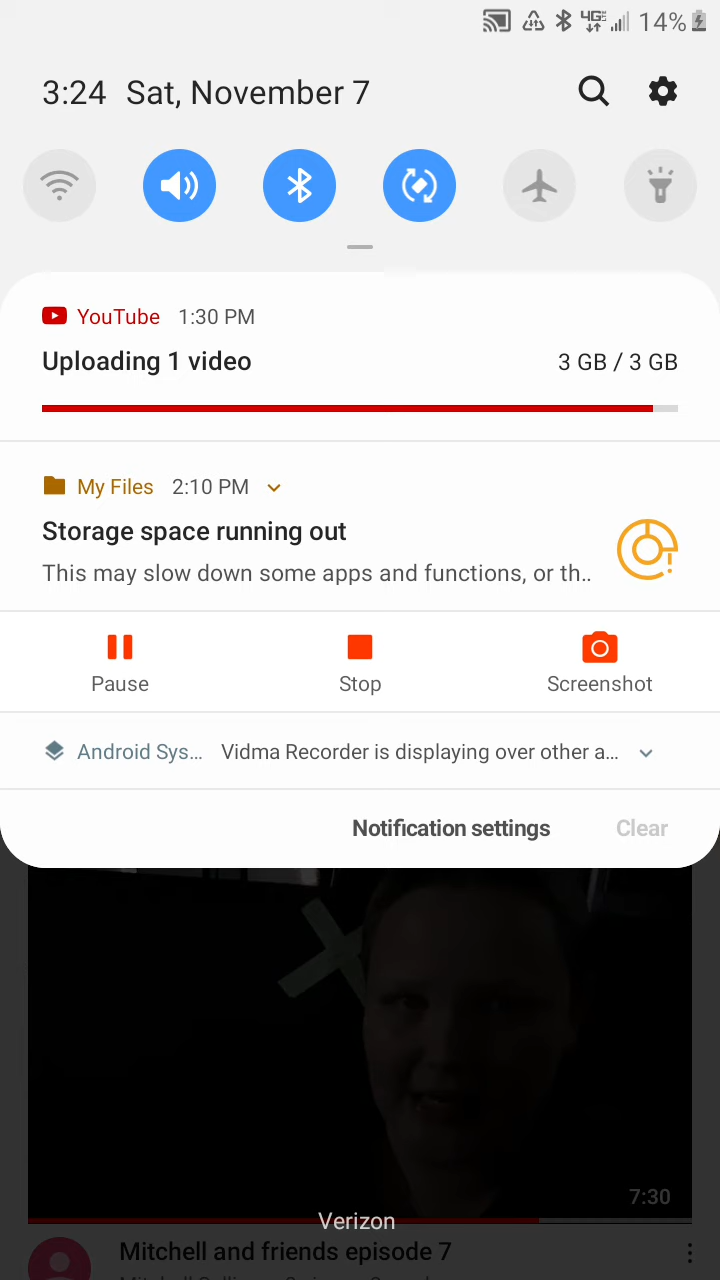 4GE 14%
3:24 Sat, November 7
YouTube 1:30 PM
Uploading 1 video 3 GB / 3 GB
My Files 2:10 PM
Storage space running out
This may slow down some apps and functions, or th..
Pause Stop Screenshot
Android Sys... Vidma Recorder is displaying over other a...
Notification settings Clear
7:30
Verizon
Mitchell and friends episode 7